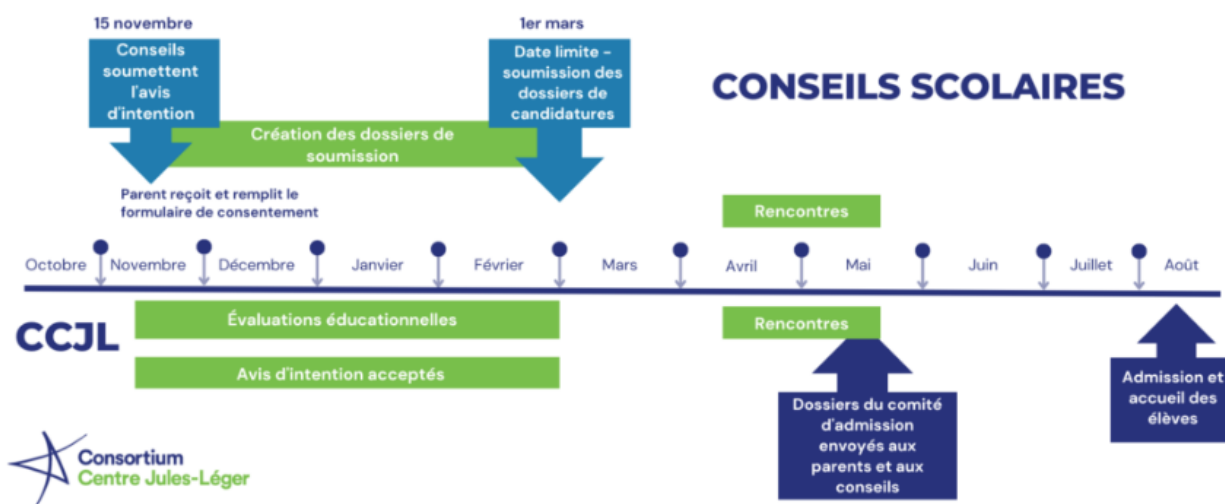 15 novembre
Conseils
soumettent
l'avis
d'intention
1er mars
Date limite -
soumission des
dossiers de
candidatures
CONSEILS SCOLAIRES
Création des dossiers de
soumission
Parent reçoit et remplit le
formulaire de consentement
Rencontres
Octobre
Novembre
Décembre
Janvier
Février
Mars
Avril
Mai
Juin
Juillet
Août
CCJL
Évaluations éducationnelles
Avis d'intention acceptés
Rencontres
Dossiers du comité
d'admission
envoyés aux
parents et aux
conseils
Admission et
accueil des
élèves
Consortium
Centre Jules-Léger